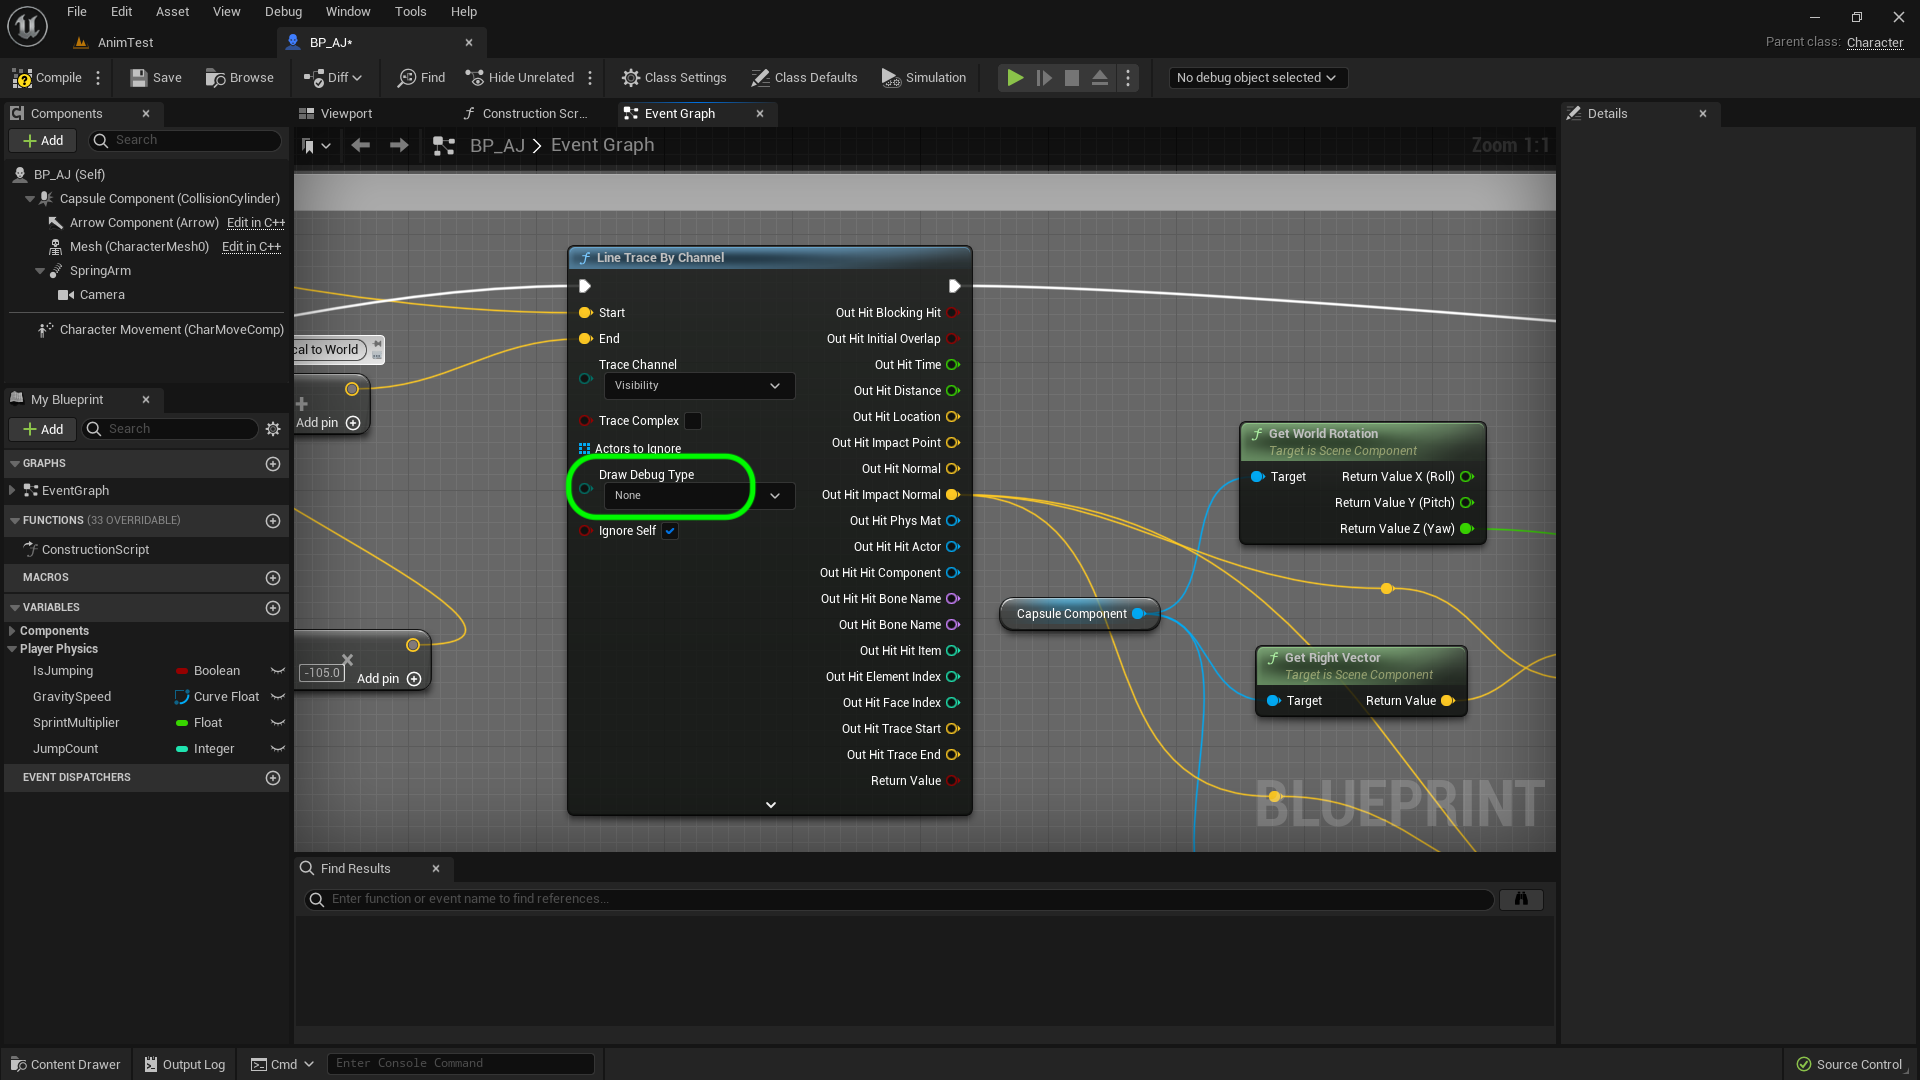 File Edit Asset View Debug Window Tools Help
AnimTest
BP_AJ*
Parent class: Character
Compile
Save
Browse
Diff
Find
Hide Unrelated
Class Settings
Class Defaults
Simulation
No debug object selected
Components
Add
Search
BP_AJ (Self)
Capsule Component (CollisionCylinder)
Arrow Component (Arrow) Edit in C++
Mesh (CharacterMesh0) Edit in C++
SpringArm
Camera
Character Movement (CharMoveComp)
My Blueprint
Add
Search
GRAPHS
EventGraph
FUNCTIONS (33 OVERRIDABLE)
ConstructionScript
MACROS
VARIABLES
Components
Player Physics
IsJumping Boolean
GravitySpeed Curve Float
SprintMultiplier Float
JumpCount Integer
EVENT DISPATCHERS
Viewport
Construction Scr...
Event Graph
BP_AJ > Event Graph
Zoom 1:1
cal to World
Add pin
-105.0
Add pin
Line Trace By Channel
Start
End
Trace Channel
Visibility
Trace Complex
Actors to Ignore
Draw Debug Type
None
Ignore Self
Out Hit Blocking Hit
Out Hit Initial Overlap
Out Hit Time
Out Hit Distance
Out Hit Location
Out Hit Impact Point
Out Hit Normal
Out Hit Impact Normal
Out Hit Phys Mat
Out Hit Hit Actor
Out Hit Hit Component
Out Hit Hit Bone Name
Out Hit Bone Name
Out Hit Hit Item
Out Hit Element Index
Out Hit Face Index
Out Hit Trace Start
Out Hit Trace End
Return Value
Capsule Component
Get World Rotation
Target is Scene Component
Target
Return Value X (Roll)
Return Value Y (Pitch)
Return Value Z (Yaw)
Get Right Vector
Target is Scene Component
Target Return Value
BLUEPRINT
Find Results
Enter function or event name to find references...
Details
Content Drawer
Output Log
Cmd
Enter Console Command
Source Control